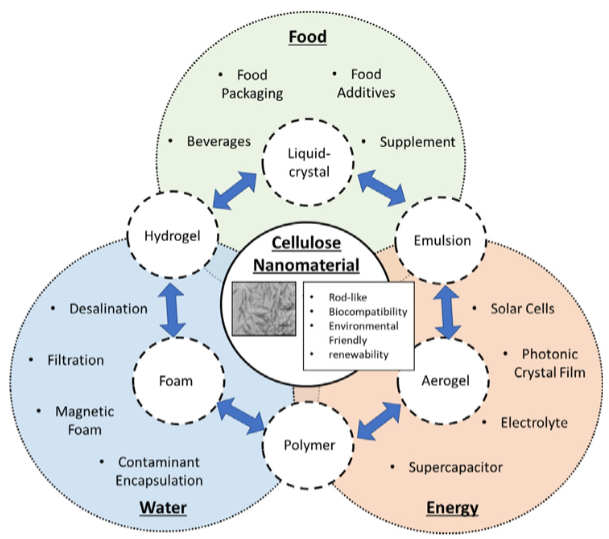 Food
• Food
Packaging
• Food
Additives
• Beverages
• Supplement
Liquid-
crystal
Hydrogel
Emulsion
Cellulose
Nanomaterial
• Rod-like
• Biocompatibility
• Environmental
Friendly
• renewability
• Desalination
• Filtration
• Magnetic
Foam
• Contaminant
Encapsulation
Water
Foam
Polymer
Aerogel
• Solar Cells
• Photonic
Crystal Film
• Electrolyte
• Supercapacitor
Energy